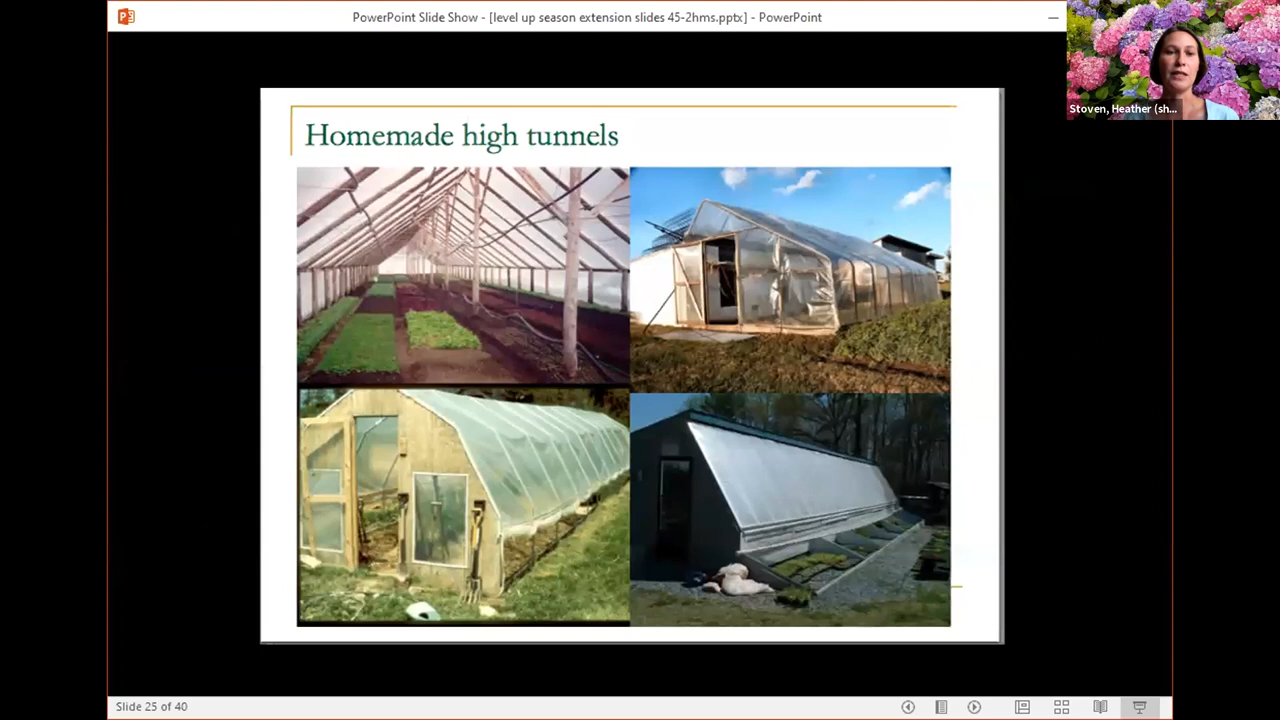 PowerPoint Slide Show - [level up season extension slides 45-2hms.pptx] - PowerPoint
Stoven, Heather (sh...
Homemade high tunnels
Slide 25 of 40